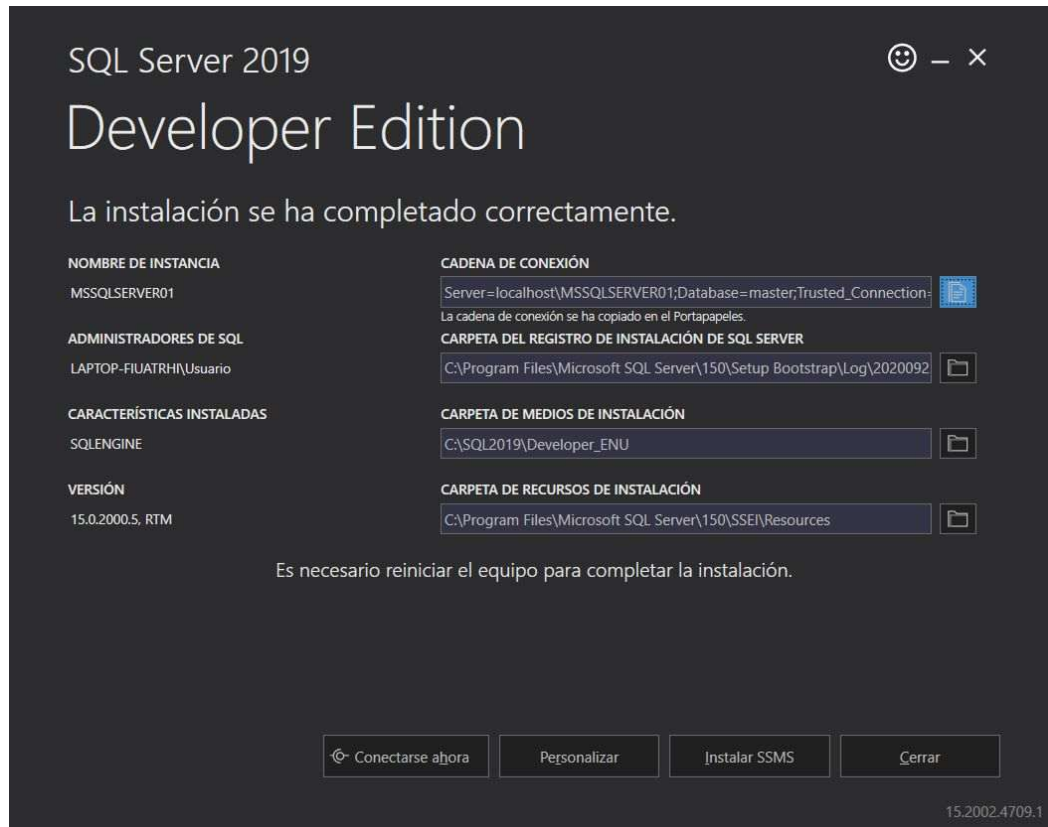 SQL Server 2019
Developer Edition
La instalación se ha completado correctamente.
NOMBRE DE INSTANCIA
MSSQLSERVER01
CADENA DE CONEXIÓN
Server=localhost\MSSQLSERVER01;Database=master;Trusted_Connection=
La cadena de conexión se ha copiado en el Portapapeles.
ADMINISTRADORES DE SQL
LAPTOP-FIUATRHI\Usuario
CARPETA DEL REGISTRO DE INSTALACIÓN DE SQL SERVER
C:\Program Files\Microsoft SQL Server\150\Setup Bootstrap\Log\2020092
CARACTERÍSTICAS INSTALADAS
SQLENGINE
CARPETA DE MEDIOS DE INSTALACIÓN
C:\SQL2019\Developer_ENU
VERSIÓN
15.0.2000.5, RTM
CARPETA DE RECURSOS DE INSTALACIÓN
C:\Program Files\Microsoft SQL Server\150\SSEI\Resources
Es necesario reiniciar el equipo para completar la instalación.
Conectarse ahora
Personalizar
Instalar SSMS
Cerrar
15.2002.4709.1